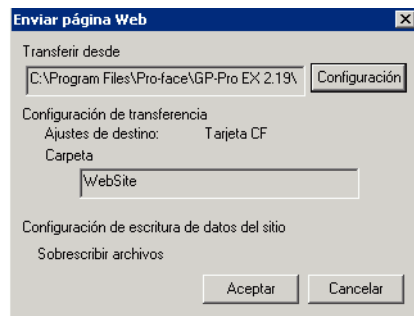 Enviar página Web
Transferir desde
C:\Program Files\Pro-face\GP-Pro EX 2.19\ Configuración
Configuración de transferencia
Ajustes de destino: Tarjeta CF
Carpeta
\WebSite
Configuración de escritura de datos del sitio
Sobrescribir archivos
Aceptar Cancelar